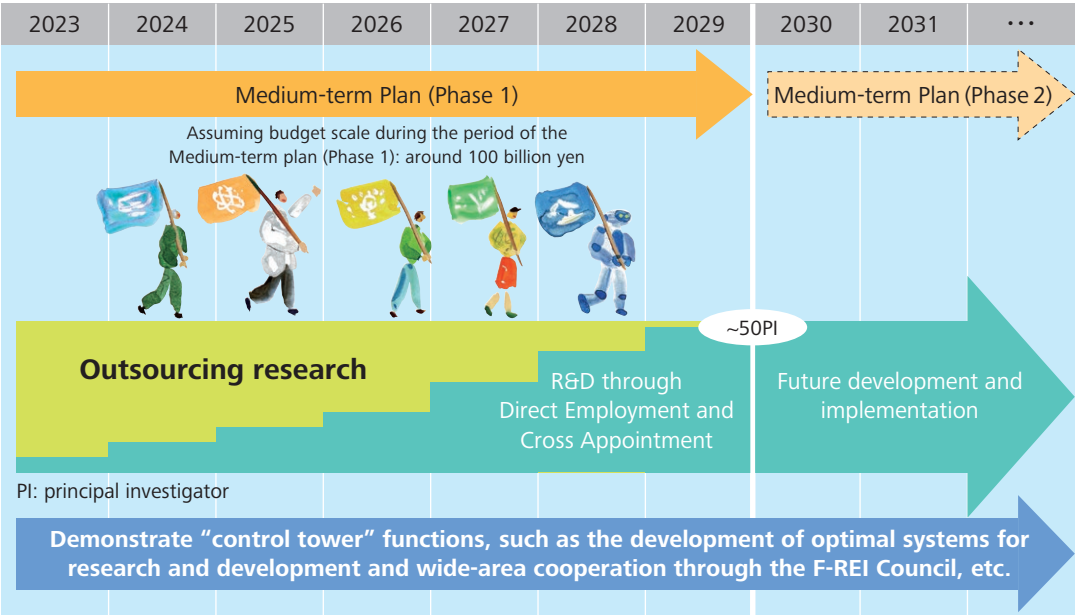 2023 2024 2025 2026 2027 2028 2029 2030 2031 ···
Medium-term Plan (Phase 1)
Medium-term Plan (Phase 2)
Assuming budget scale during the period of the
Medium-term plan (Phase 1): around 100 billion yen
~50PI
Outsourcing research
R&D through
Direct Employment and
Cross Appointment
Future development and
implementation
PI: principal investigator
Demonstrate “control tower” functions, such as the development of optimal systems for
research and development and wide-area cooperation through the F-REI Council, etc.